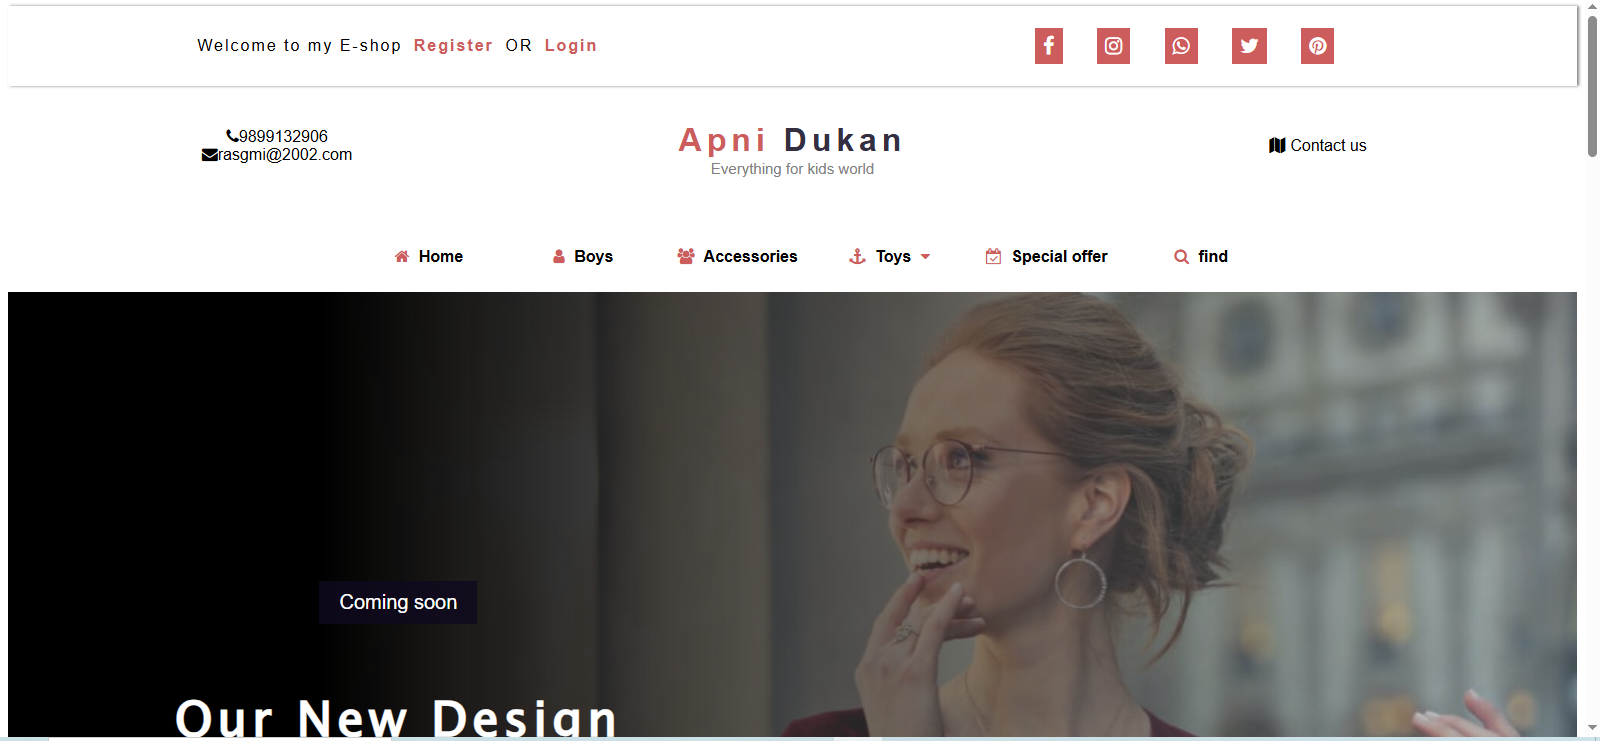 Welcome to my E-shop Register OR Login
9899132906
rasgmi@2002.com
Apni Dukan
Everything for kids world
Contact us
Home Boys Accessories Toys Special offer find
Coming soon
Our New Design